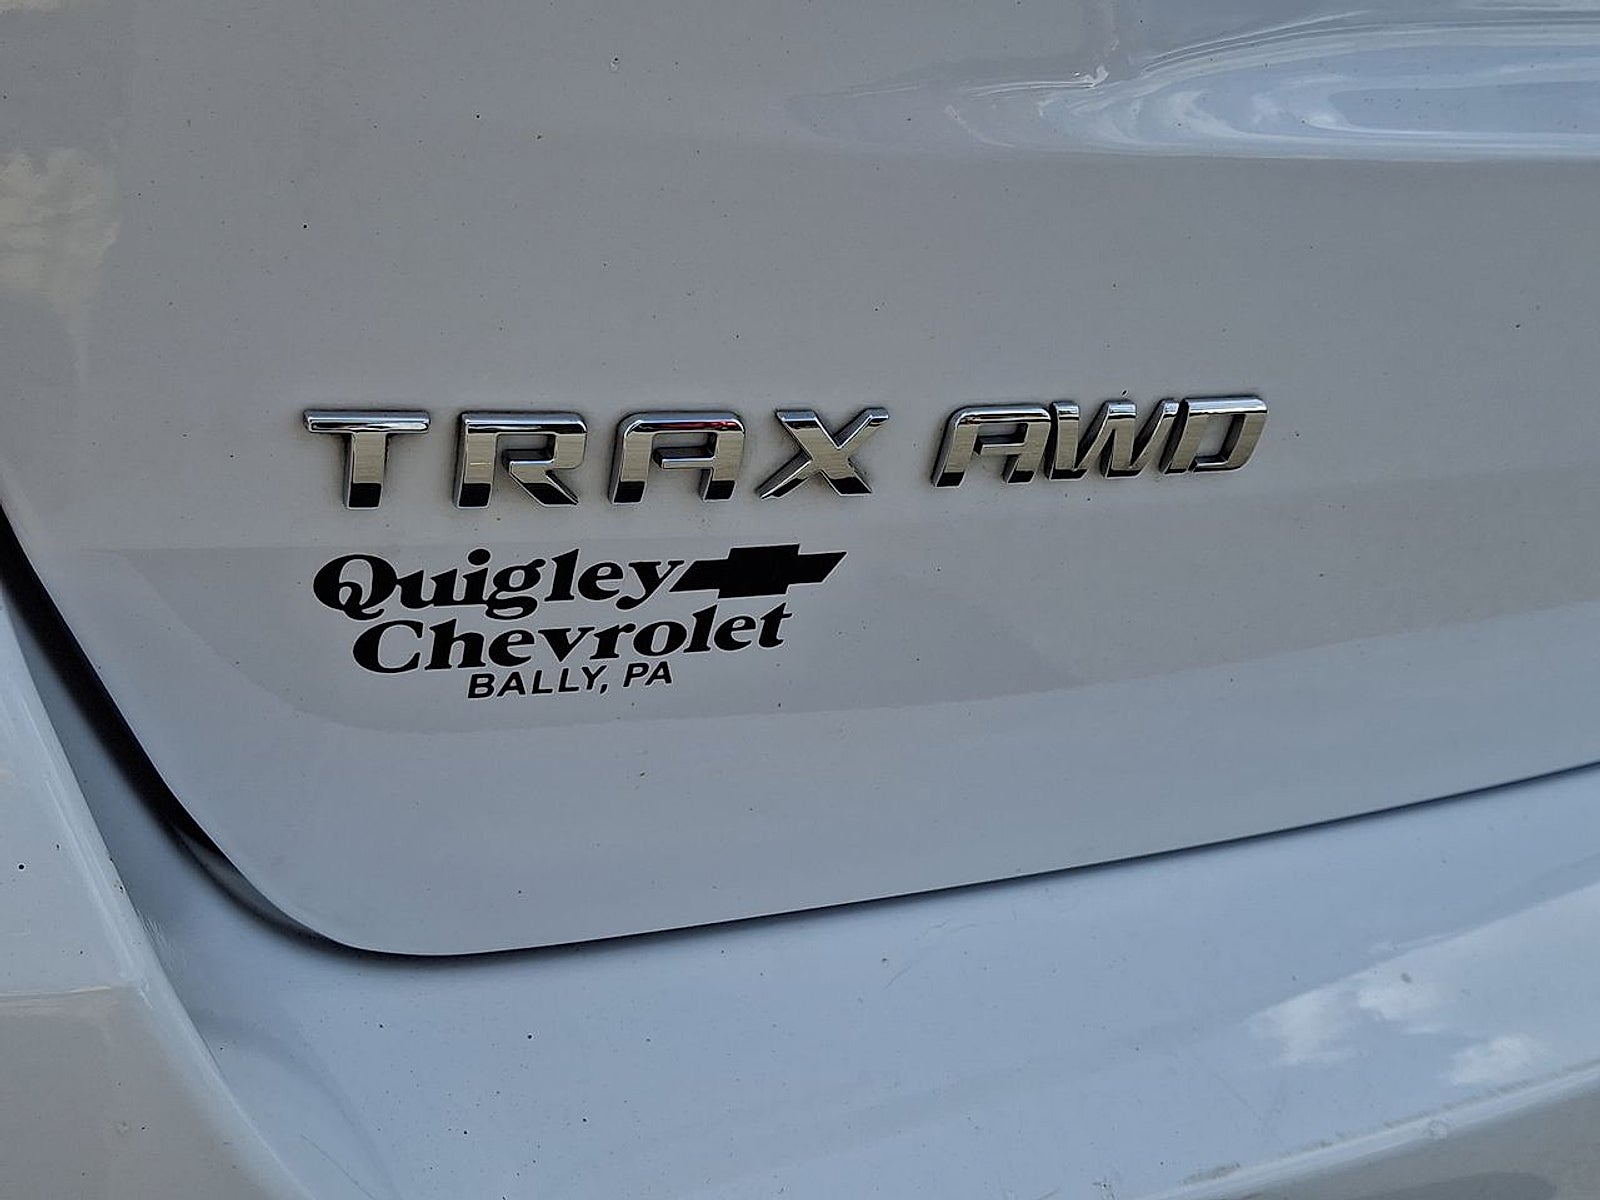 TRAX AWD
Quigley
Chevrolet
BALLY, PA